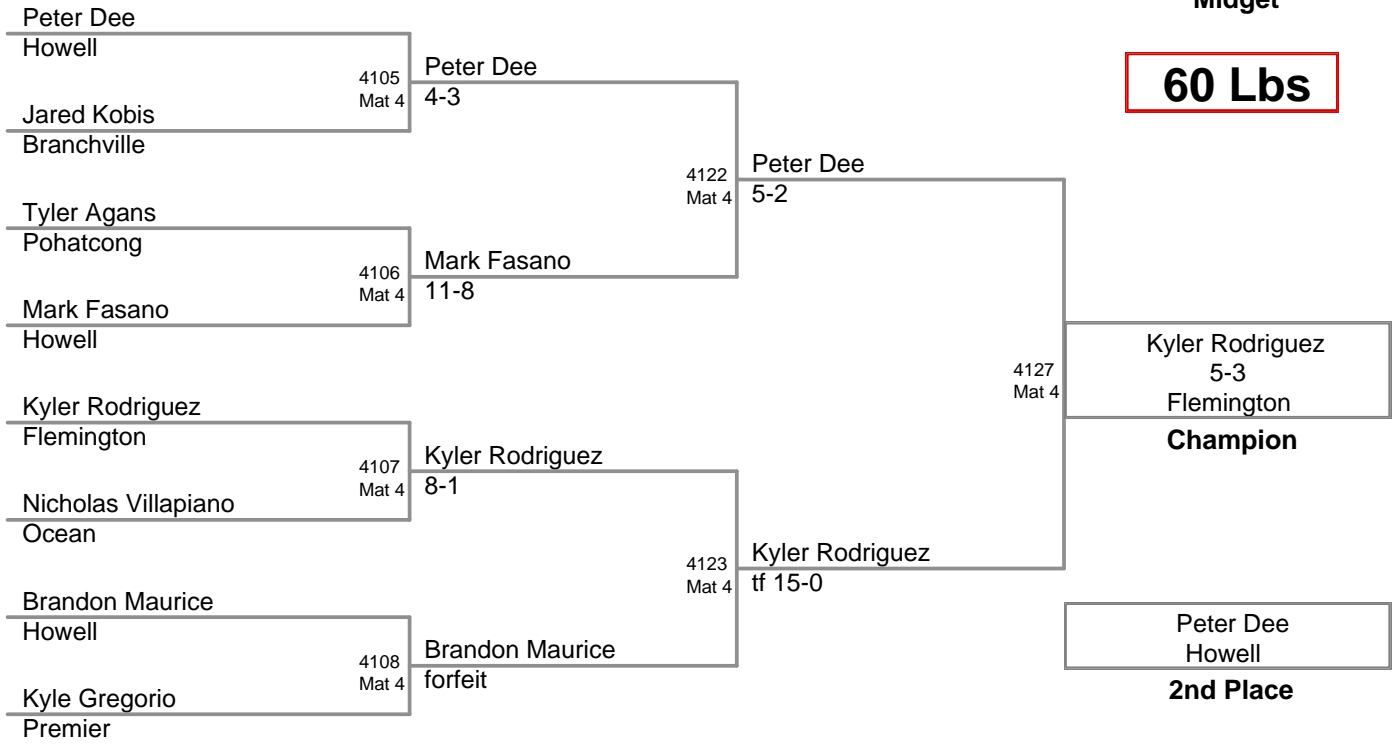 Midget
60 Lbs
Peter Dee
Howell
4105
Mat 4
Jared Kobis
Branchville
Peter Dee
4-3
Tyler Agans
Pohatcong
4106
Mat 4
Mark Fasano
Howell
Mark Fasano
11-8
4122
Mat 4
Peter Dee
5-2
Kyler Rodriguez
Flemington
4107
Mat 4
Nicholas Villapiano
Ocean
Kyler Rodriguez
8-1
Brandon Maurice
Howell
4108
Mat 4
Kyle Gregorio
Premier
Brandon Maurice
forfeit
4123
Mat 4
Kyler Rodriguez
tf 15-0
4127
Mat 4
Kyler Rodriguez
5-3
Flemington
Champion
Peter Dee
Howell
2nd Place